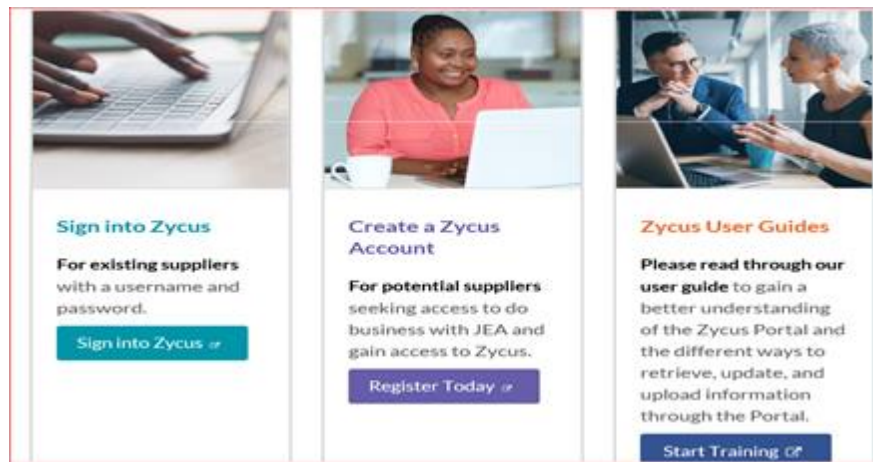 Sign into Zycus
For existing suppliers
with a username and
password.
Sign into Zycus
Create a Zycus
Account
For potential suppliers
seeking access to do
business with JEA and
gain access to Zycus.
Register Today
Zycus User Guides
Please read through our
user guide to gain a
better understanding
of the Zycus Portal and
the different ways to
retrieve, update, and
upload information
through the Portal.
Start Training